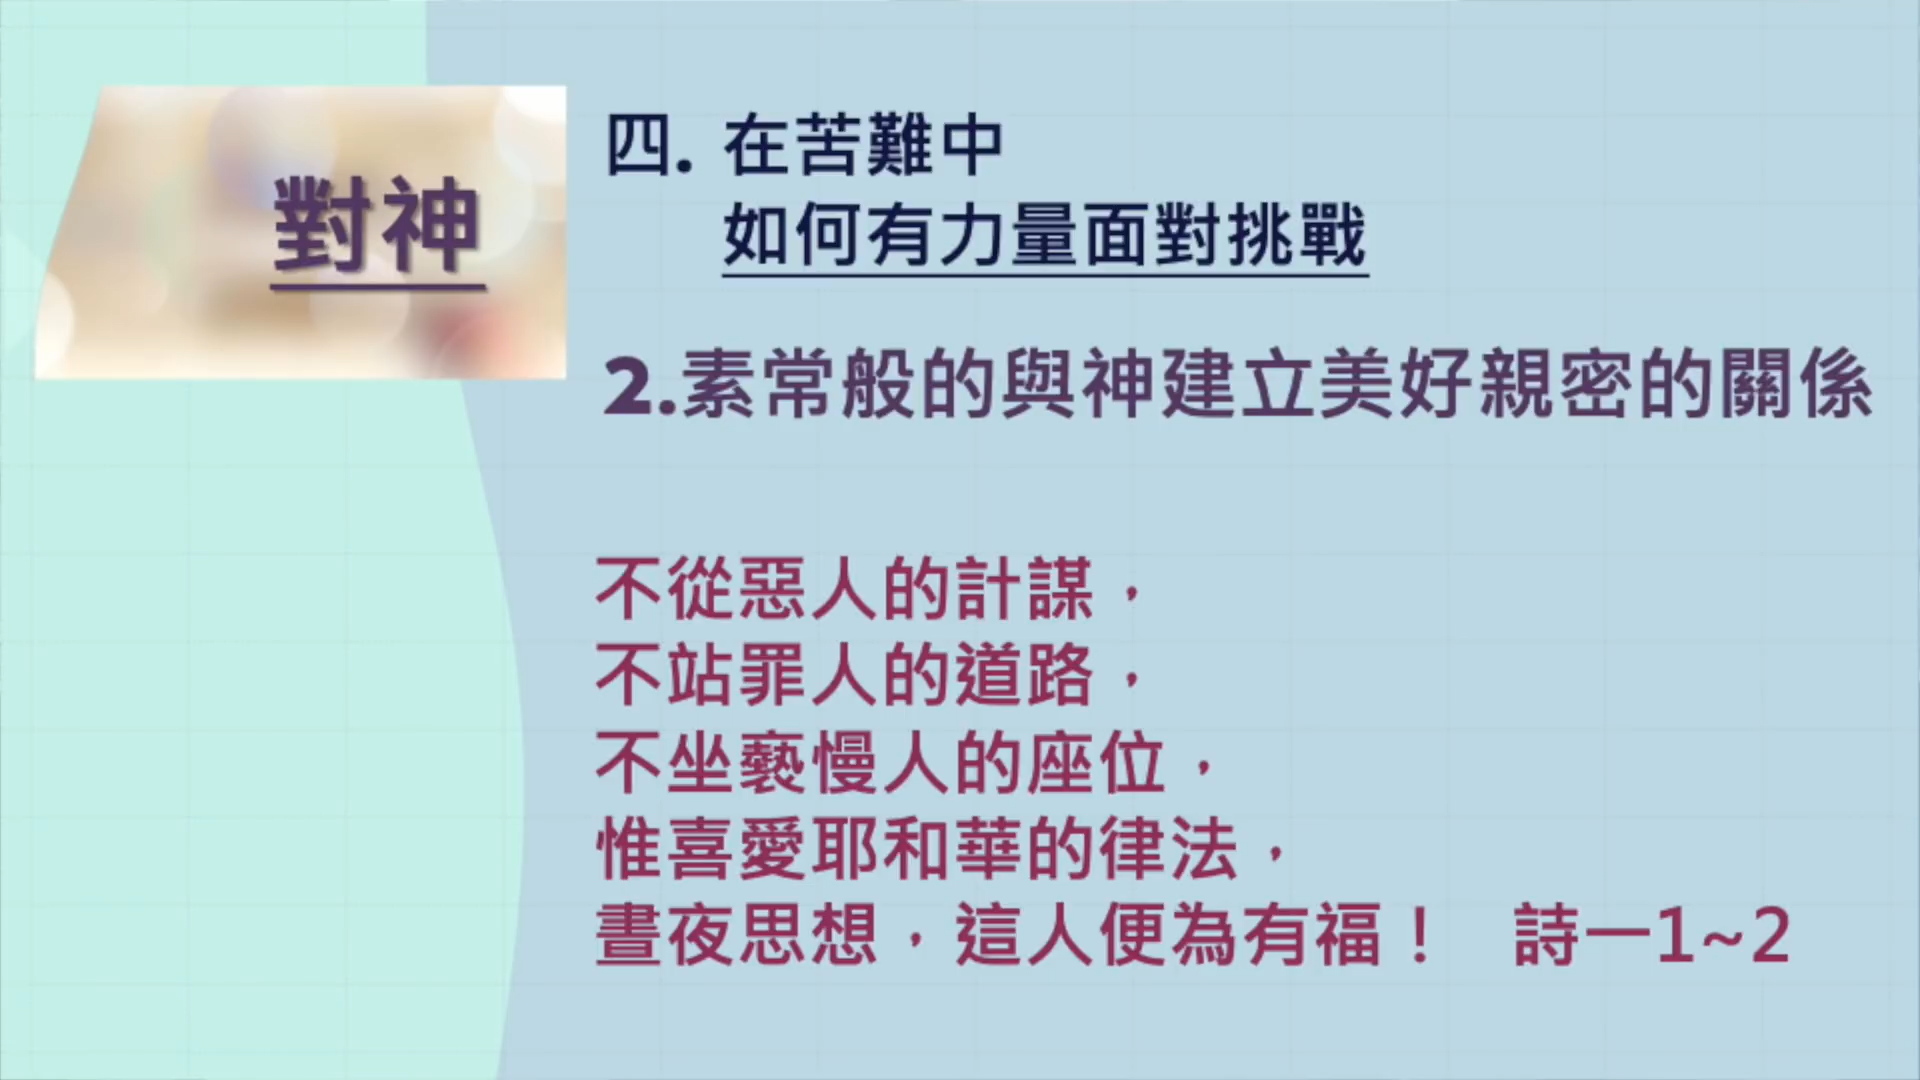 對神
四. 在苦難中
如何有力量面對挑戰
2.素常般的與神建立美好親密的關係
不從惡人的計謀，
不站罪人的道路，
不坐褻慢人的座位，
惟喜愛耶和華的律法，
晝夜思想，這人便為有福！ 詩一1~2